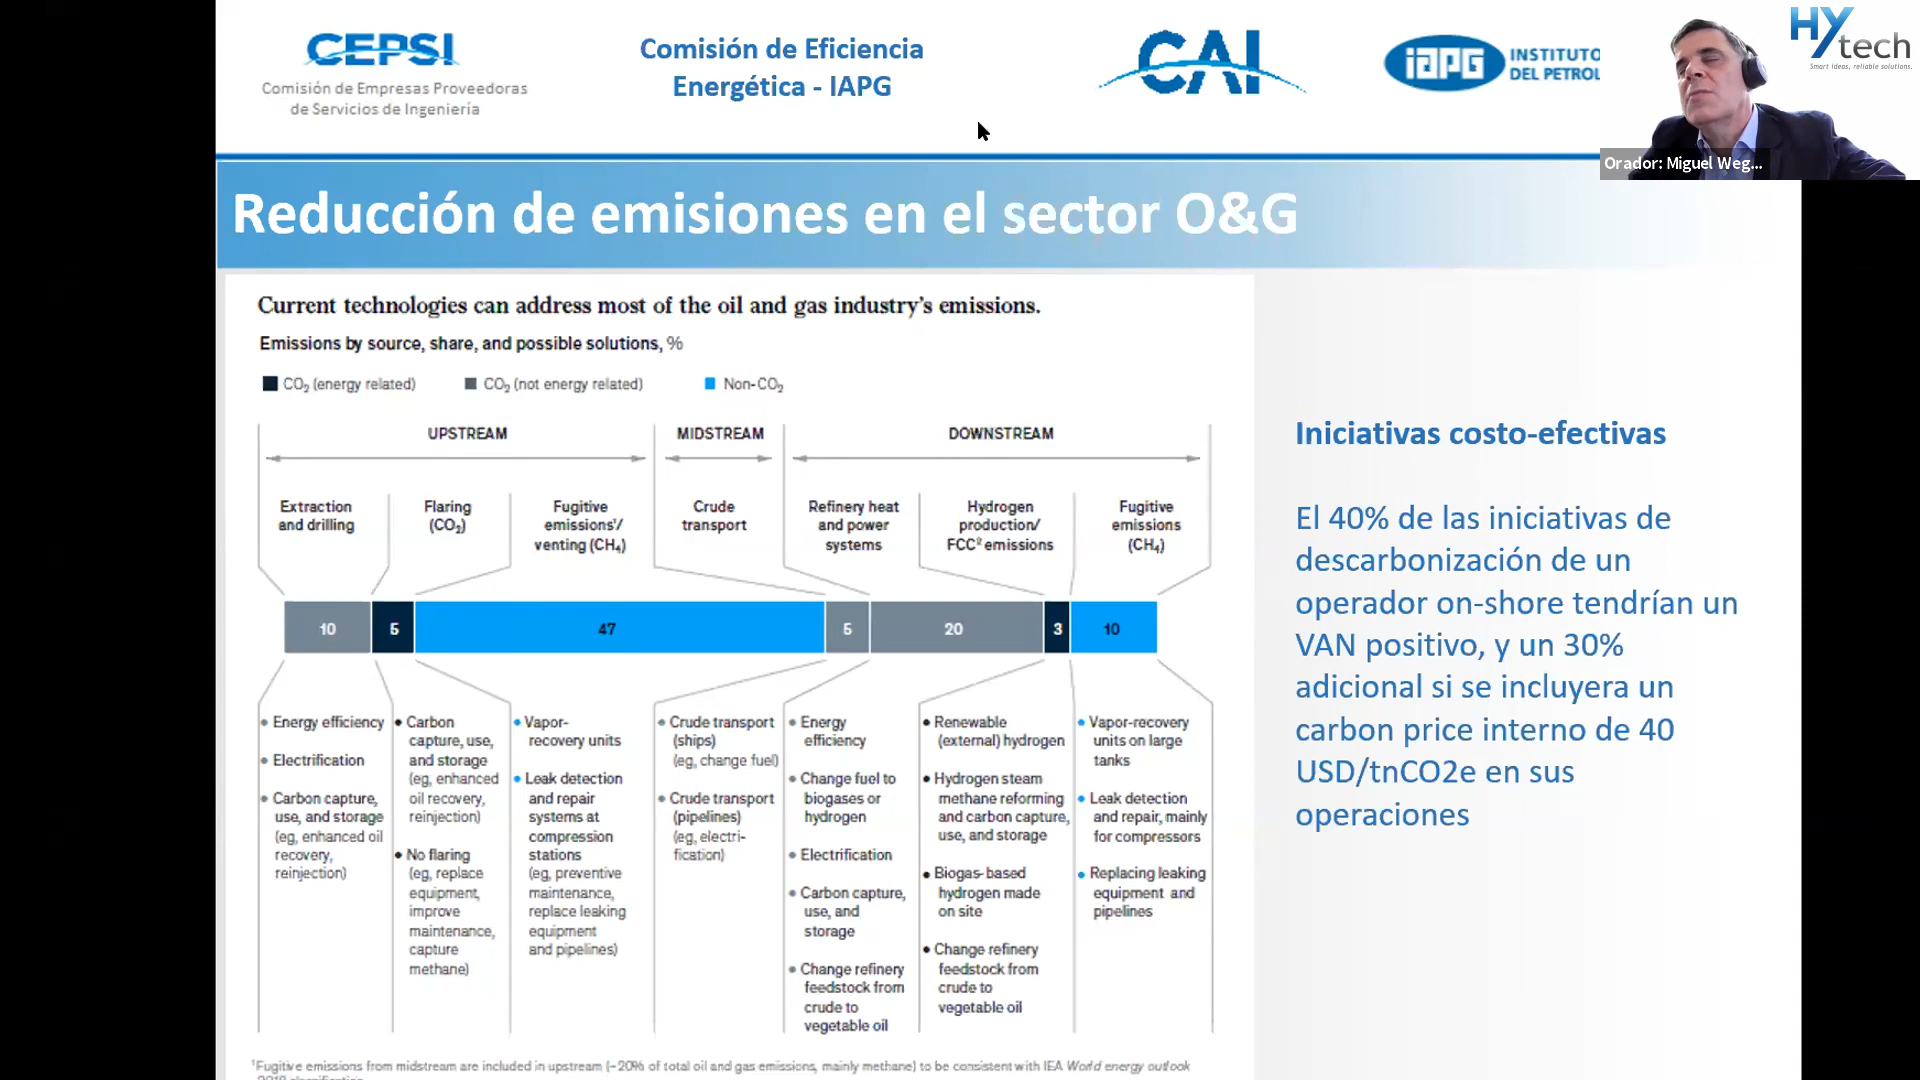 CEPSI
Comisión de Empresas Proveedoras
de Servicios de Ingeniería
Comisión de Eficiencia
Energética - IAPG
CAI
iAPG
INSTITUTO
DEL PETROL
HYtech
Smart ideas, reliable solutions.
Orador: Miguel Weg...
Reducción de emisiones en el sector O&G
Current technologies can address most of the oil and gas industry's emissions.
Emissions by source, share, and possible solutions, %
CO₂ (energy related)
CO₂ (not energy related)
Non-CO₂
UPSTREAM
MIDSTREAM
DOWNSTREAM
Extraction
and drilling
Flaring
(CO₂)
Fugitive
emissions¹/
venting (CH₄)
Crude
transport
Refinery heat
and power
systems
Hydrogen
production/
FCC² emissions
Fugitive
emissions
(CH₄)
10
5
47
5
20
3
10
• Energy efficiency
• Electrification
• Carbon capture,
use, and storage
(eg, enhanced oil
recovery,
reinjection)
• Carbon
capture, use,
and storage
(eg, enhanced
oil recovery,
reinjection)
• No flaring
(eg, replace
equipment,
improve
maintenance,
capture
methane)
• Vapor-
recovery units
• Leak detection
and repair
systems at
compression
stations
(eg, preventive
maintenance,
replace leaking
equipment
and pipelines)
• Crude transport
(ships)
(eg, change fuel)
• Crude transport
(pipelines)
(eg, electri-
fication)
• Energy
efficiency
• Change fuel to
biogases or
hydrogen
• Electrification
• Carbon capture,
use, and
storage
• Change refinery
feedstock from
crude to
vegetable oil
• Renewable
(external) hydrogen
• Hydrogen steam
methane reforming
and carbon capture,
use, and storage
• Biogas-based
hydrogen made
on site
• Change refinery
feedstock from
crude to
vegetable oil
• Vapor-recovery
units on large
tanks
• Leak detection
and repair, mainly
for compressors
• Replacing leaking
equipment and
pipelines
¹Fugitive emissions from midstream are included in upstream (~20% of total oil and gas emissions, mainly methane) to be consistent with IEA World energy outlook
Iniciativas costo-efectivas
El 40% de las iniciativas de
descarbonización de un
operador on-shore tendrían un
VAN positivo, y un 30%
adicional si se incluyera un
carbon price interno de 40
USD/tnCO2e en sus
operaciones